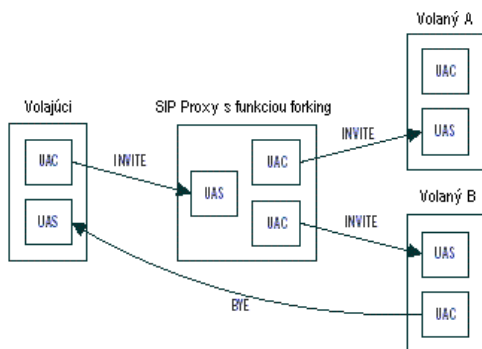 Volaný A
UAC
Volajúci
SIP Proxy s funkciou forking
UAC
INVITE
UAC
INVITE
UAS
UAS
Volaný B
UAS
UAC
INVITE
UAS
UAC
BYE